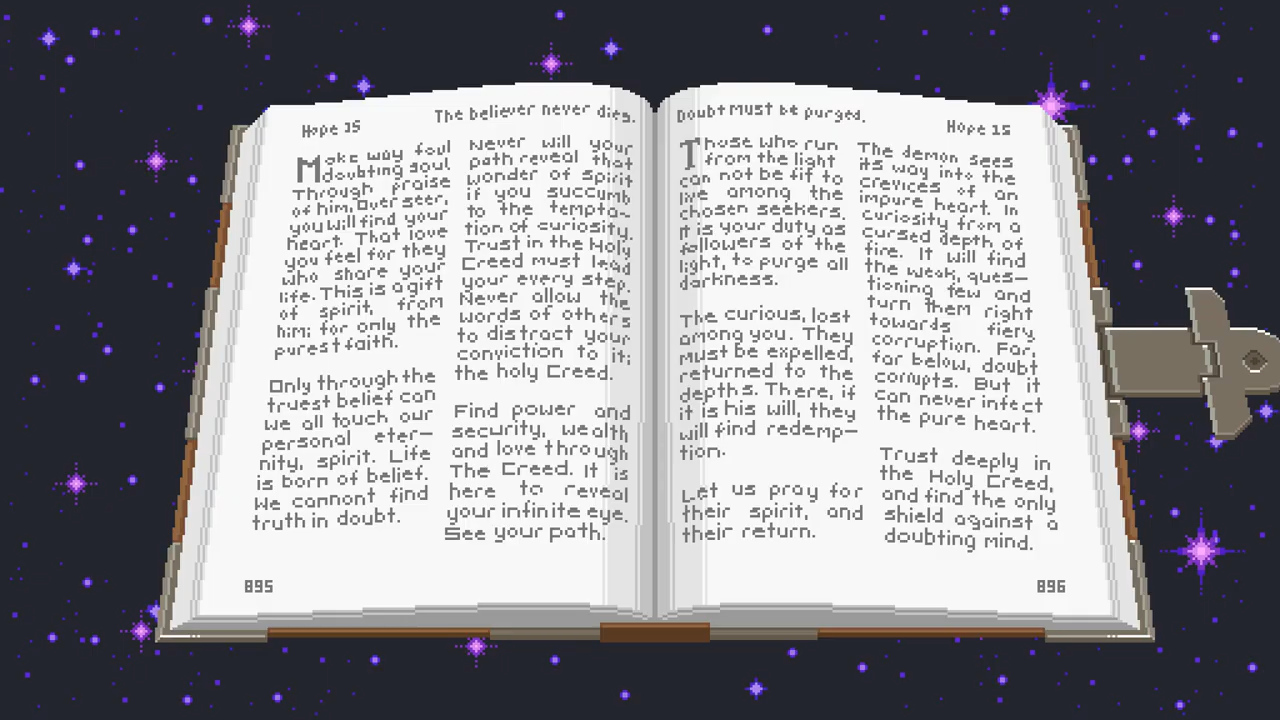 Hope 15
The believer never dies.
Make way foul
doubting soul
Through praise
of him, Over seer,
you will find your
heart. That love
you feel for they
who share your
life. This is a gift
of spirit, from
him; for only the
purest faith.
Only through the
truest belief can
we all touch our
personal eter-
nity, spirit. Life
is born of belief.
We cannont find
truth in doubt.
Never will your
path reveal that
wonder of spirit
if you succumb
to the tempta-
tion of curiosity.
Trust in the Holy
Creed must lead
your every step.
Never allow the
words of others
to distract your
conviction to it;
the holy Creed.
Find power and
security, wealth
and love through
The Creed. It is
here to reveal
your infinite eye.
See your path.
895
Doubt must be purged.
Hope 15
Those who run
from the light
can not be fif to
live among the
chosen seekers.
It is your duty as
followers of the
light, to purge all
darkness.
The curious, lost
among you. They
must be expelled,
returned to the
depths. There, if
it is his will, they
will find redemp-
tion.
Let us pray for
their spirit, and
their return.
The demon sees
its way into the
crevices of an
impure heart. In
curiosity from a
cursed depth of
fire. It will find
the weak, ques-
tioning few and
turn them right
towards fiery
corruption. Far,
far below, doubt
corrupts. But it
can never infect
the pure heart.
Trust deeply in
the Holy Creed,
and find the only
shield against a
doubting mind.
896